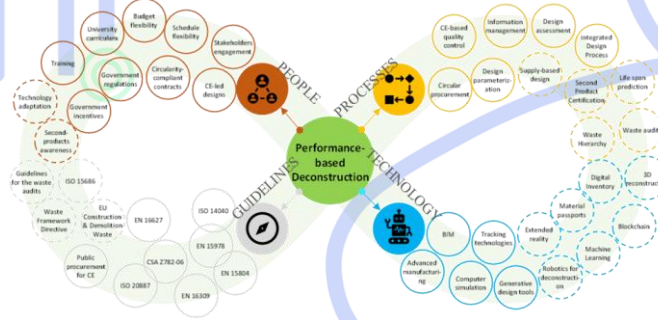 Budget
flexibility
University
curriculum
Schedule
flexibility
Stakeholders
engagement
Training
Government
regulations
Circularity-
compliant
contracts
CE-led
designs
Technology
adaptation
Government
incentives
Second-
products
awareness
PEOPLE
CE-based
quality
control
Information
management
Design
assessment
Integrated
Design
Process
Circular
procurement
Design
parameteriz-
ation
Supply-based
design
Second
Product
Certification
Life span
prediction
Waste
Hierarchy
Waste audit
PROCESSES
Performance-
based
Deconstruction
GUIDELINES
TECHNOLOGY
Guidelines
for the waste
audits
ISO 15686
Waste
Framework
Directive
EU
Construction
& Demolition
Waste
EN 16627
ISO 14040
Public
procurement
for CE
CSA Z782-06
EN 15978
EN 15804
ISO 20887
EN 16309
BIM
Tracking
technologies
Extended
reality
Material
passports
Digital
Inventory
3D
reconstr
Blockchain
Machine
Learning
Advanced
manufacturi-
ng
Computer
simulation
Generative
design tools
Robotics for
deconstructi-
on